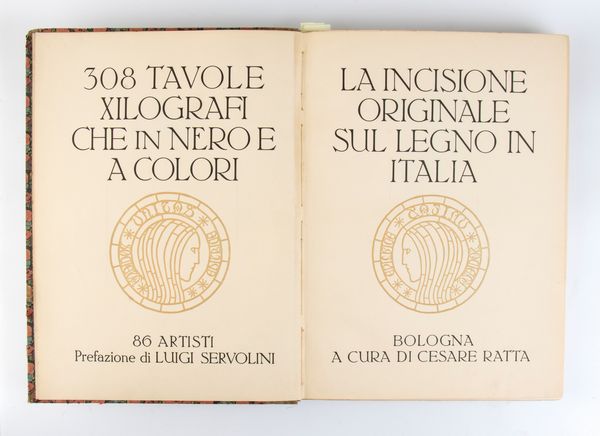 308 TAVOLE
XILOGRAFI
CHE IN NERO E
A COLORI
86 ARTISTI
Prefazione di LUIGI SERVOLINI
LA INCISIONE
ORIGINALE
SUL LEGNO IN
ITALIA
BOLOGNA
A CURA DI CESARE RATTA